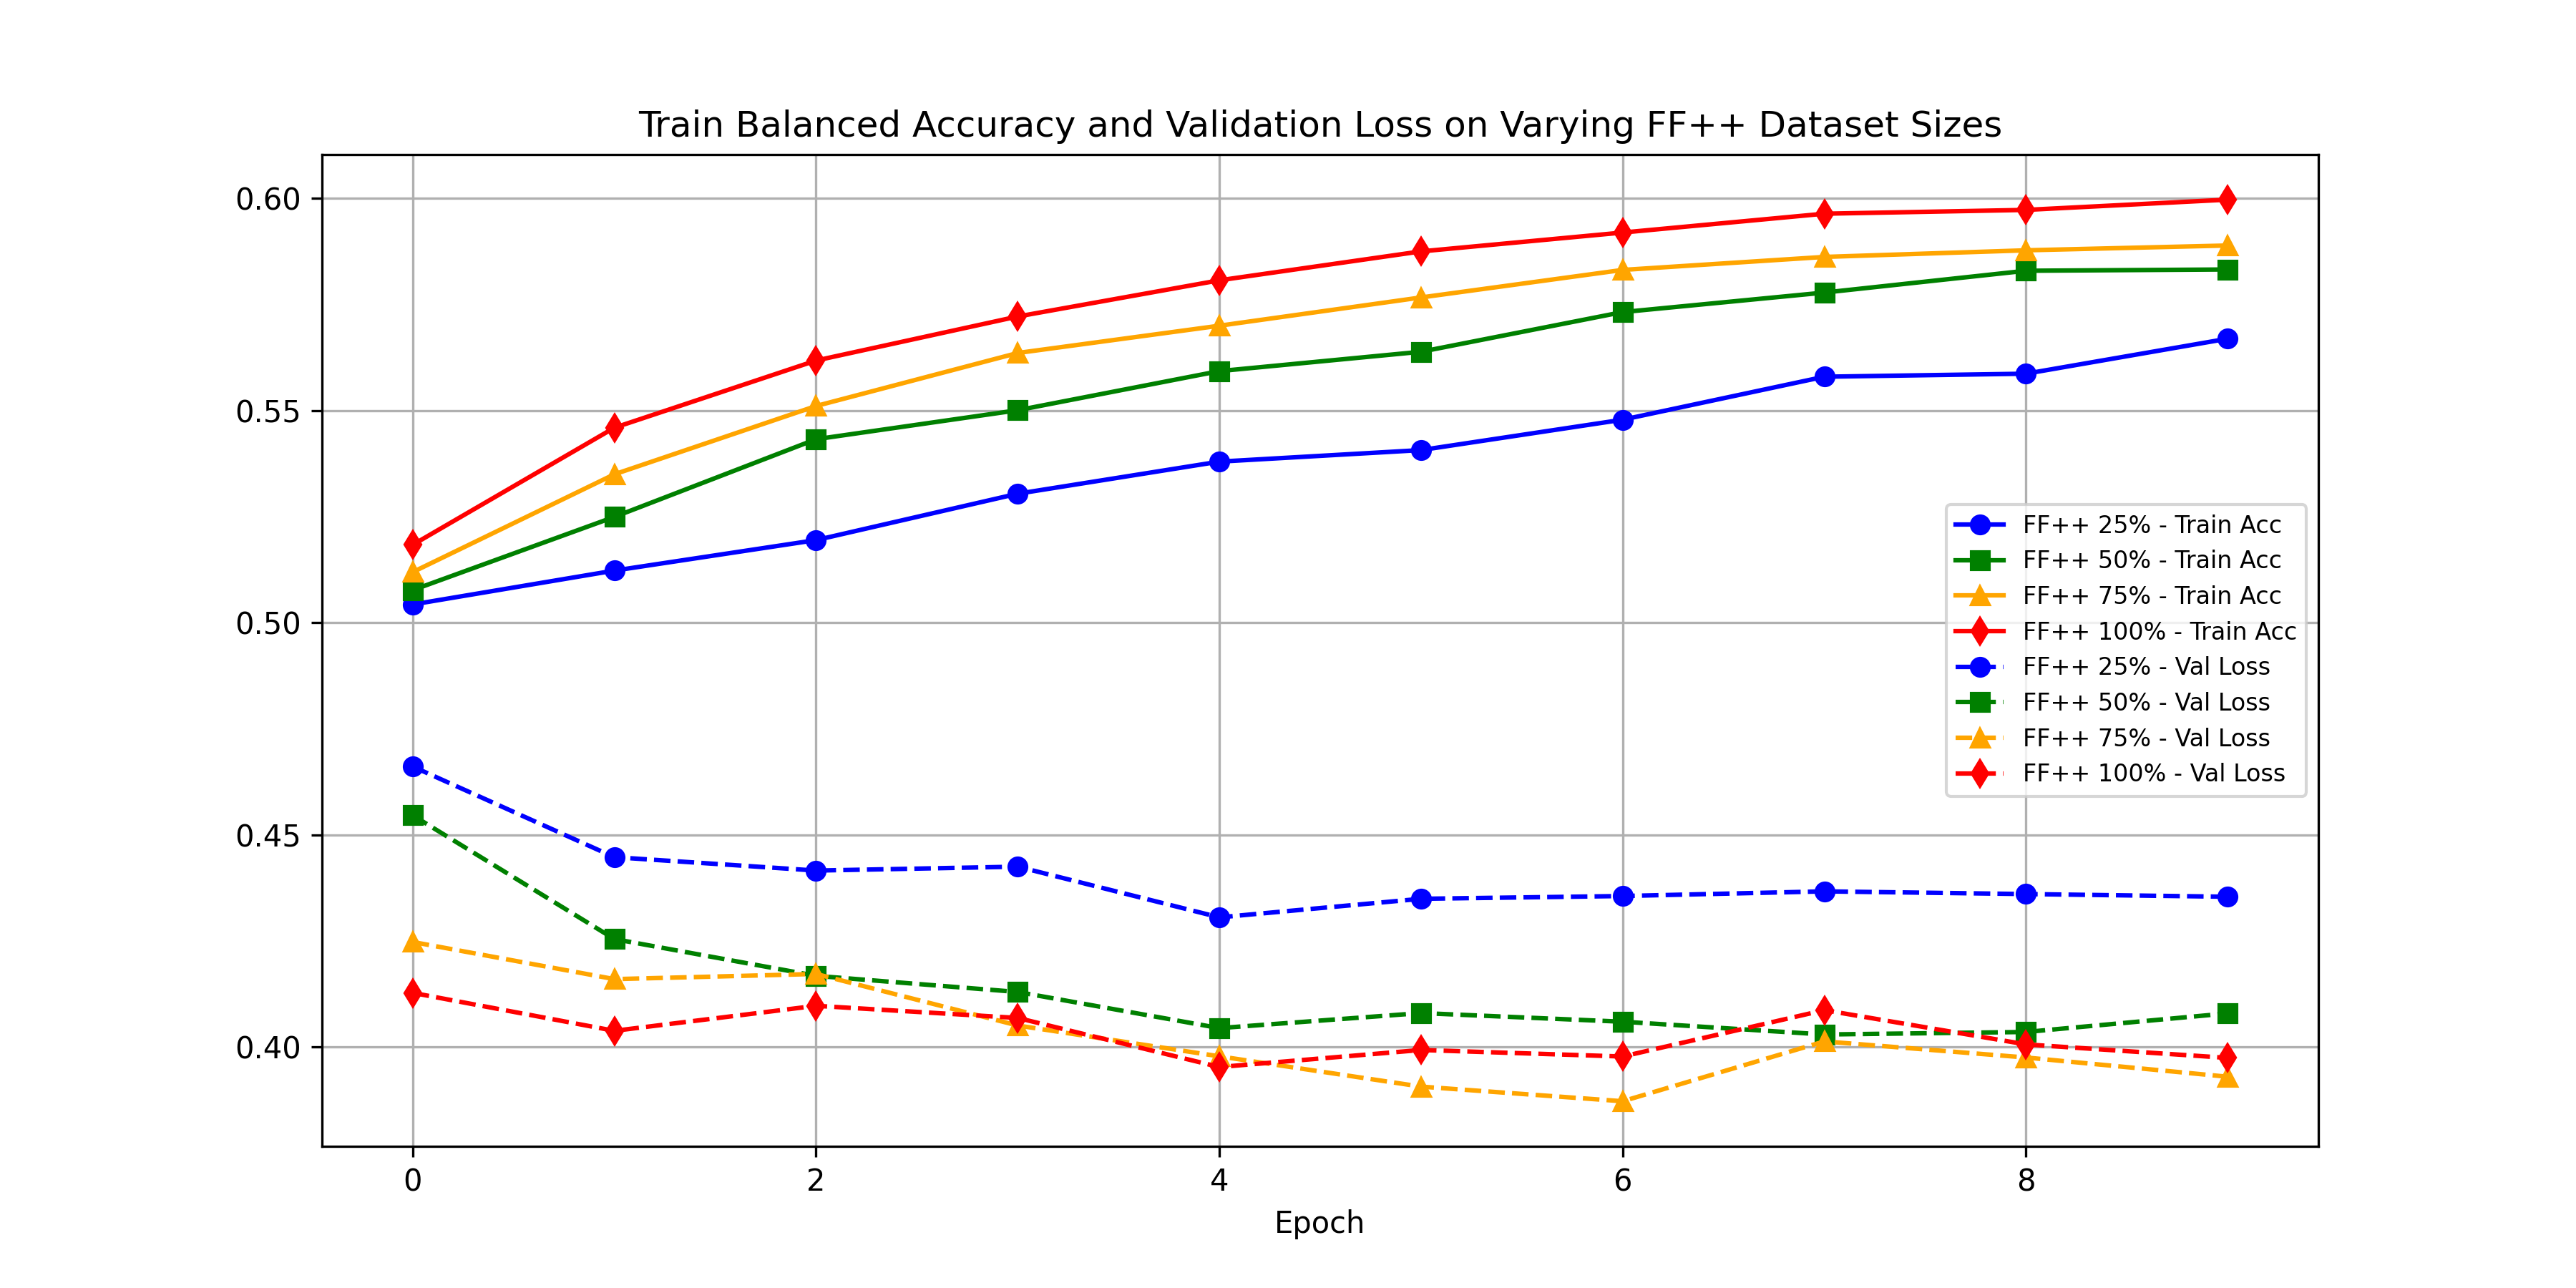 Train Balanced Accuracy and Validation Loss on Varying FF++ Dataset Sizes
0.60
0.55
0.50
0.45
0.40
FF++ 25% - Train Acc
FF++ 50% - Train Acc
FF++ 75% - Train Acc
FF++ 100% - Train Acc
FF++ 25% - Val Loss
FF++ 50% - Val Loss
FF++ 75% - Val Loss
FF++ 100% - Val Loss
0 2 4 6 8
Epoch